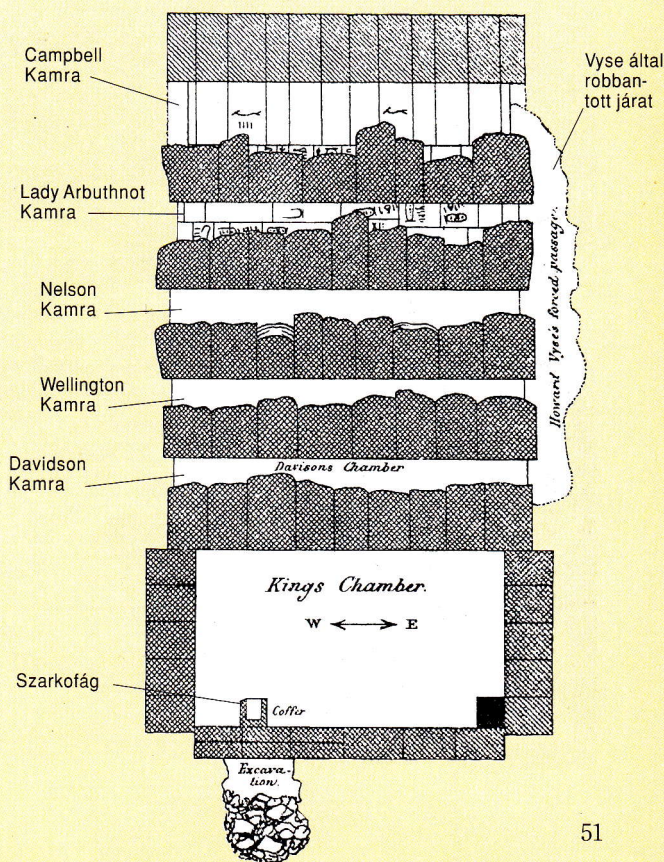 Campbell
Kamra
Vyse által
robban-
tott járat
Lady Arbuthnot
Kamra
Nelson
Kamra
Howard Vyse's forced passage.
Wellington
Kamra
Davidson
Kamra
Davisons Chamber
Kings Chamber.
W E
Szarkofág
Coffer
Excava-
tion.
51